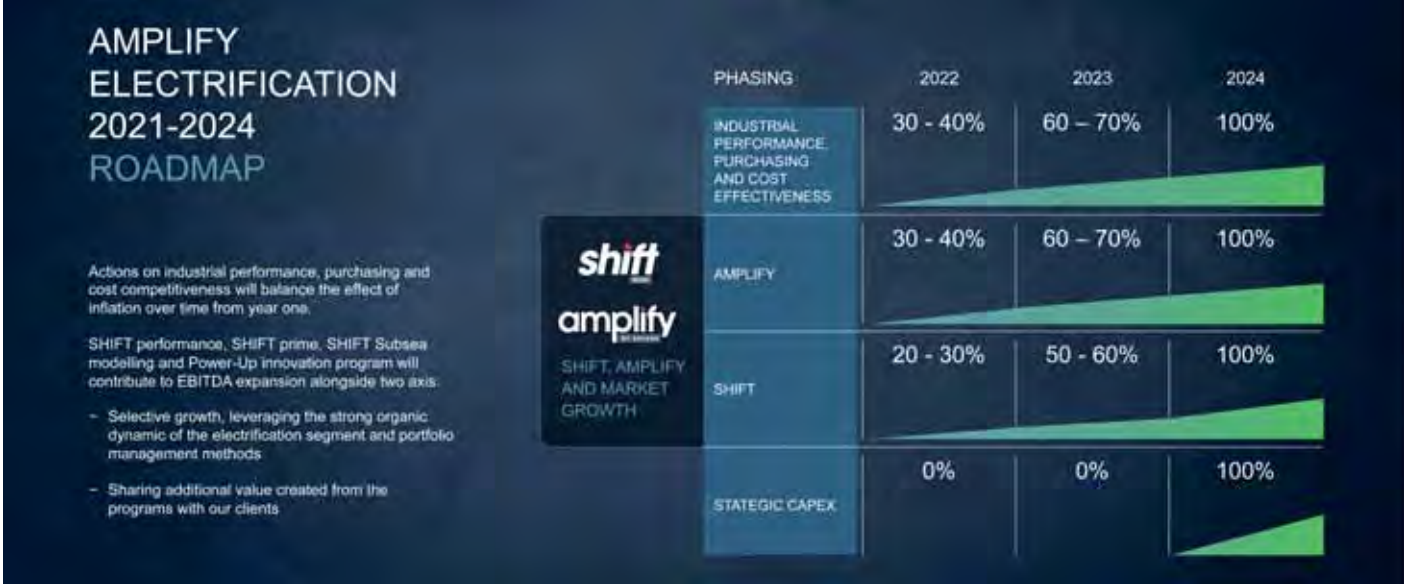 AMPLIFY
ELECTRIFICATION
2021-2024
ROADMAP
Actions on industrial performance, purchasing and
cost competitiveness will balance the effect of
inflation over time from year one.
SHIFT performance, SHIFT prime, SHIFT Subsea
modelling and Power-Up innovation program will
contribute to EBITDA expansion alongside two axis:
– Selective growth, leveraging the strong organic
dynamic of the electrification segment and portfolio
management methods
– Sharing additional value created from the
programs with our clients
shift
amplify
SHIFT, AMPLIFY
AND MARKET
GROWTH
PHASING 2022 2023 2024
INDUSTRIAL
PERFORMANCE,
PURCHASING
AND COST
EFFECTIVENESS
30 - 40% 60 – 70% 100%
AMPLIFY
30 - 40% 60 – 70% 100%
SHIFT
20 - 30% 50 - 60% 100%
STATEGIC CAPEX
0% 0% 100%